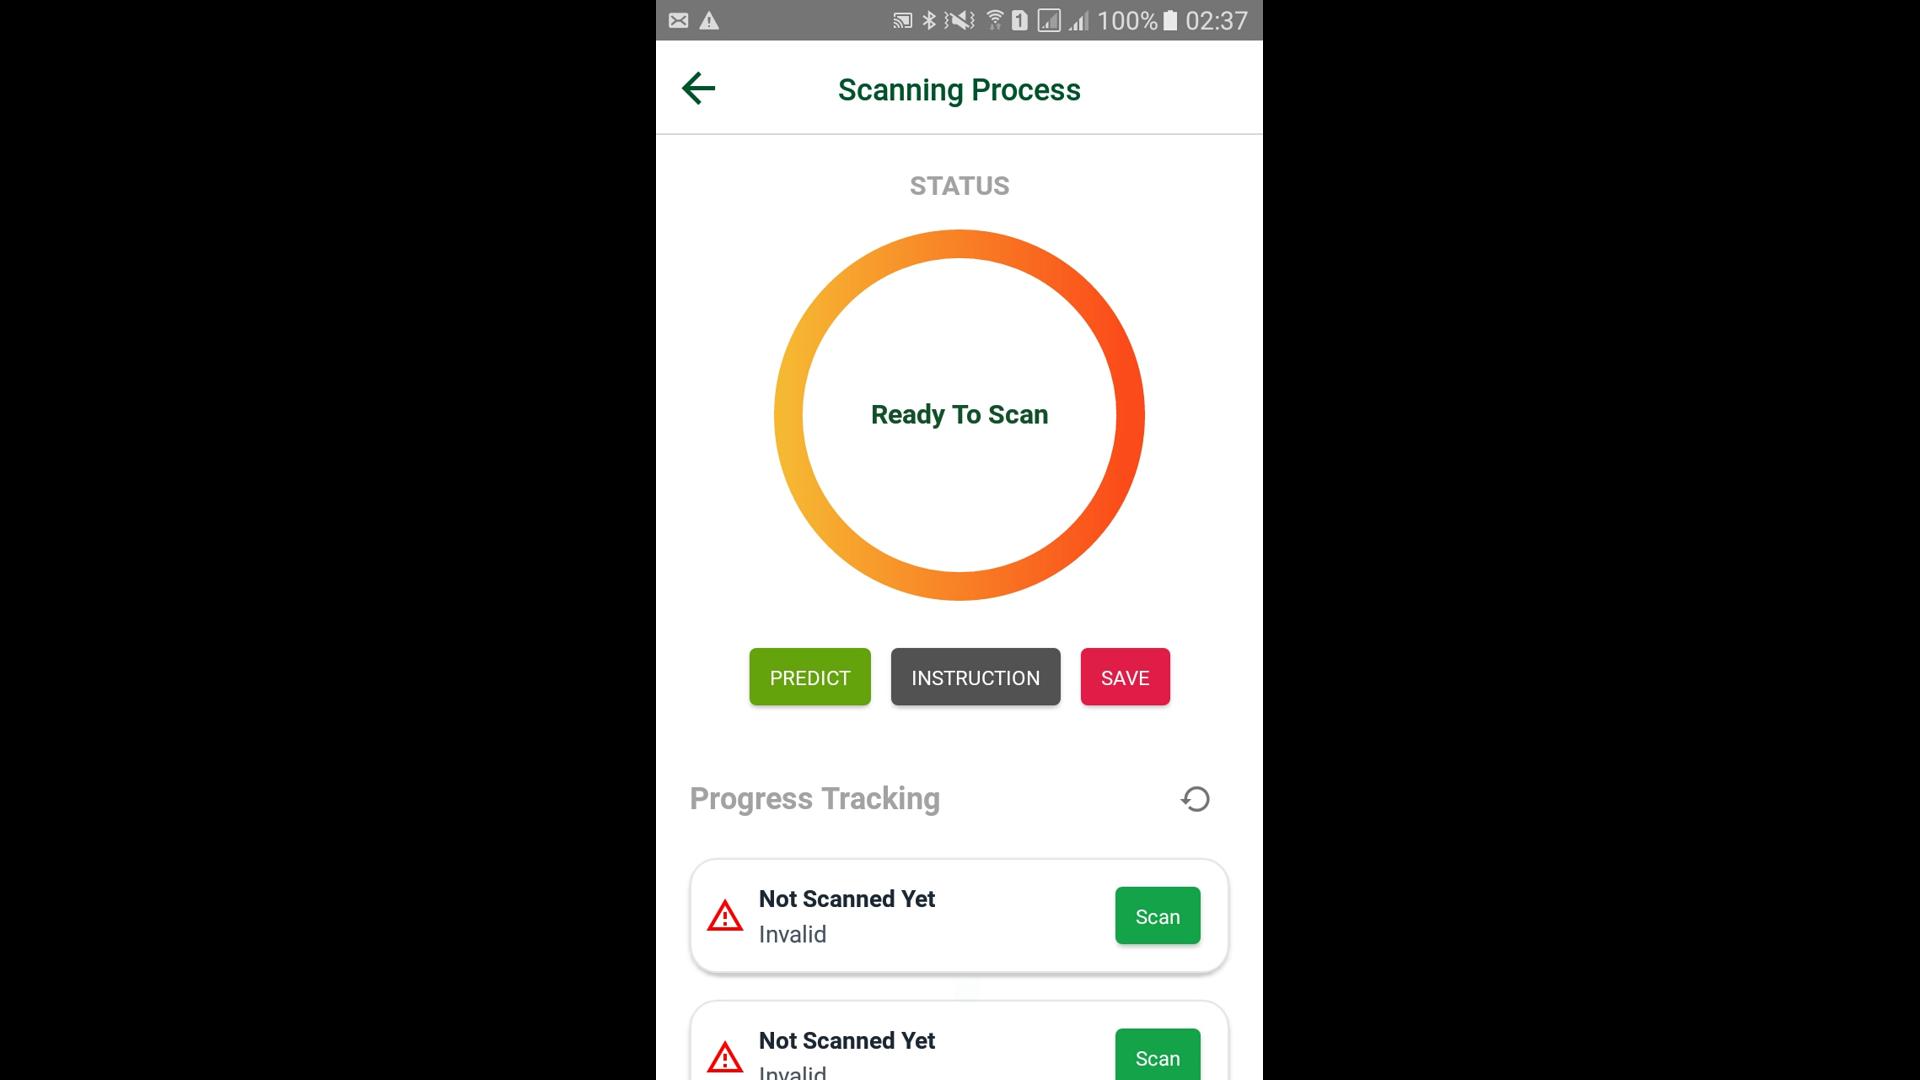 100% 02:37
Scanning Process
STATUS
Ready To Scan
PREDICT INSTRUCTION SAVE
Progress Tracking
Not Scanned Yet
Invalid
Scan
Not Scanned Yet
Invalid
Scan